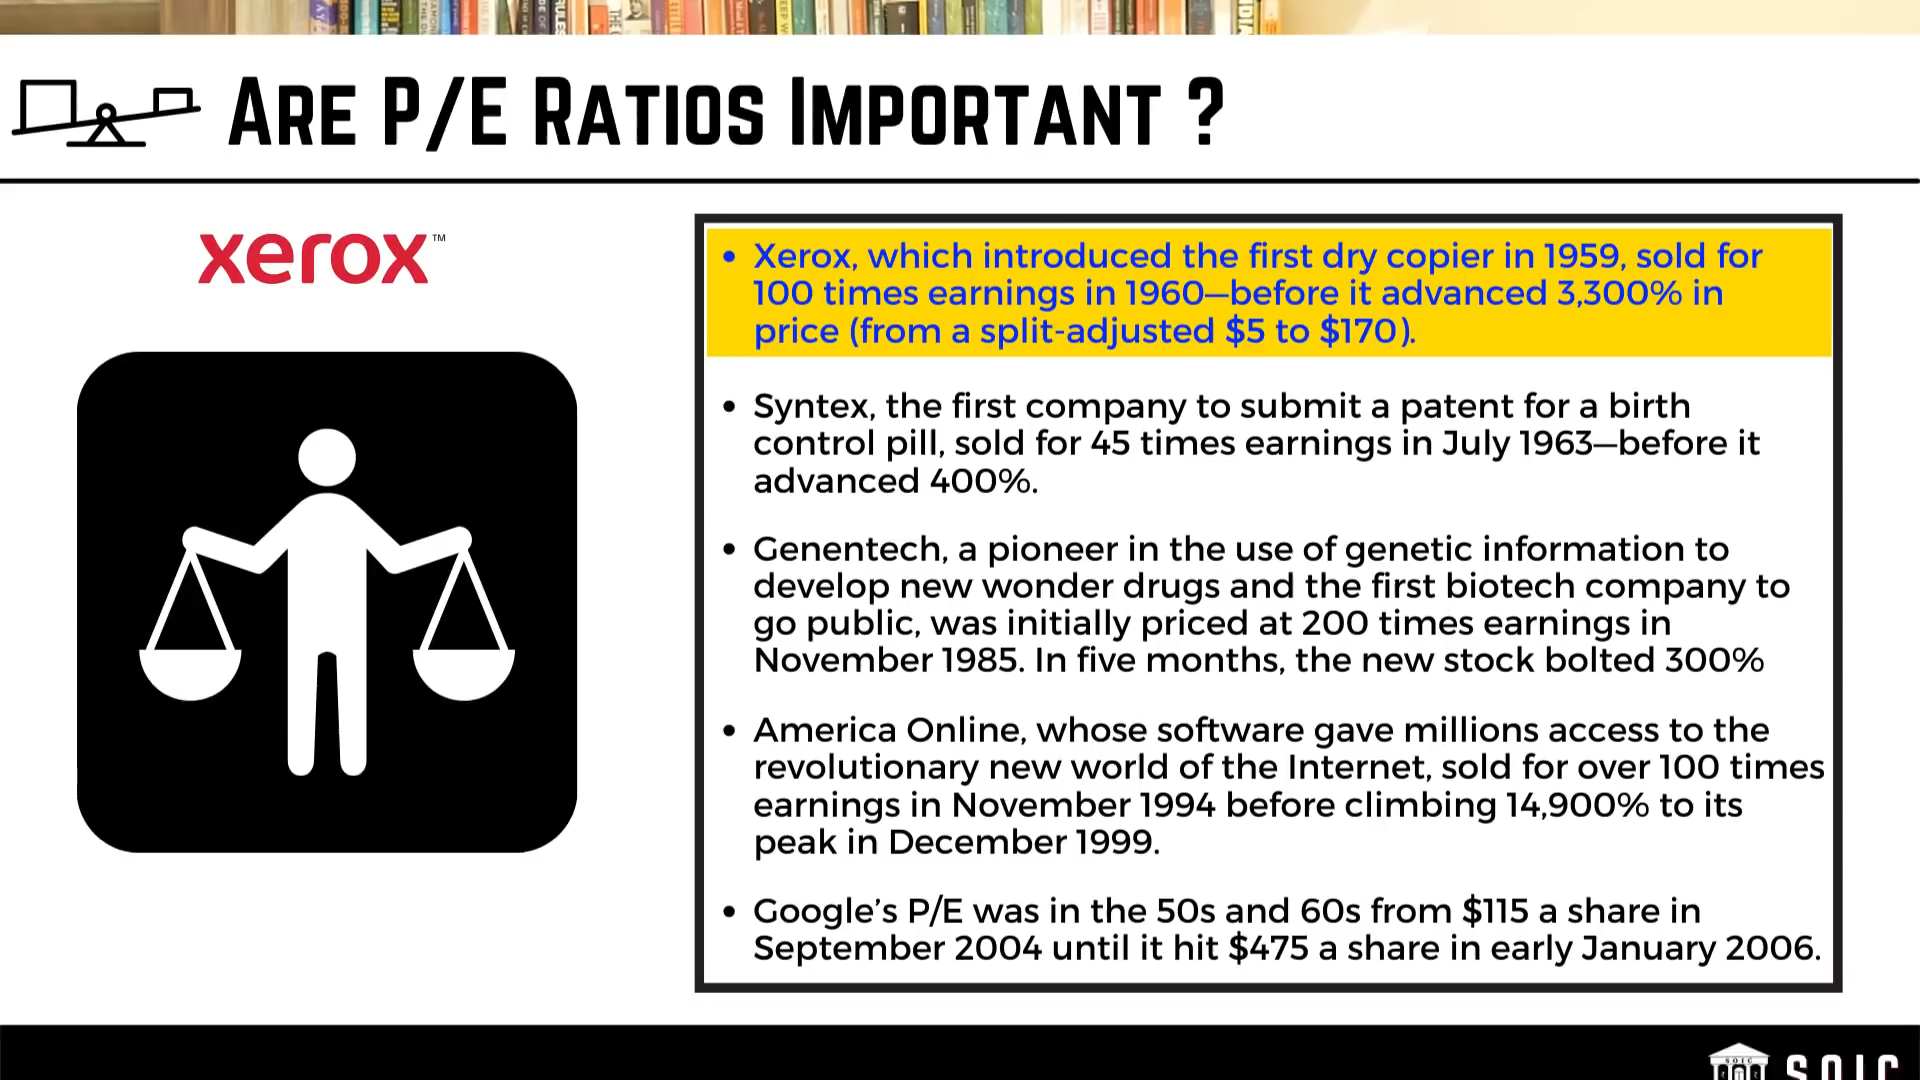 ARE P/E RATIOS IMPORTANT ?
xerox™
• Xerox, which introduced the first dry copier in 1959, sold for
100 times earnings in 1960—before it advanced 3,300% in
price (from a split-adjusted $5 to $170).
• Syntex, the first company to submit a patent for a birth
control pill, sold for 45 times earnings in July 1963—before it
advanced 400%.
• Genentech, a pioneer in the use of genetic information to
develop new wonder drugs and the first biotech company to
go public, was initially priced at 200 times earnings in
November 1985. In five months, the new stock bolted 300%
• America Online, whose software gave millions access to the
revolutionary new world of the Internet, sold for over 100 times
earnings in November 1994 before climbing 14,900% to its
peak in December 1999.
• Google’s P/E was in the 50s and 60s from $115 a share in
September 2004 until it hit $475 a share in early January 2006.
SOIC
SOIC